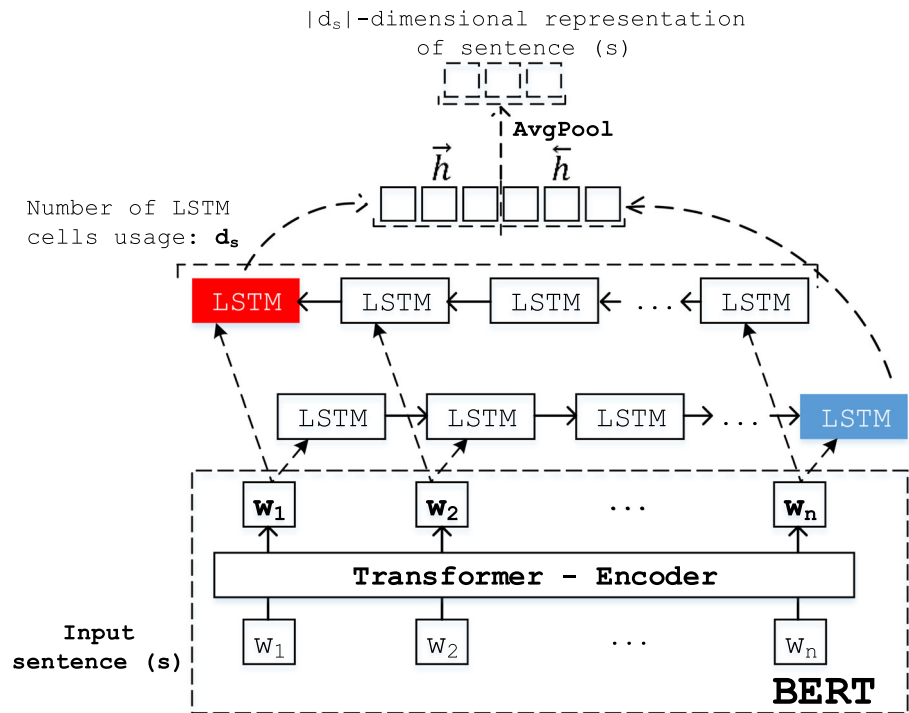 |dₛ|-dimensional representation
of sentence (s)
AvgPool
→h ←h
Number of LSTM
cells usage: dₛ
LSTM LSTM LSTM ... LSTM
LSTM LSTM LSTM ... LSTM
w₁ w₂ ... wₙ
Transformer - Encoder
w₁ w₂ ... wₙ
Input
sentence (s)
BERT